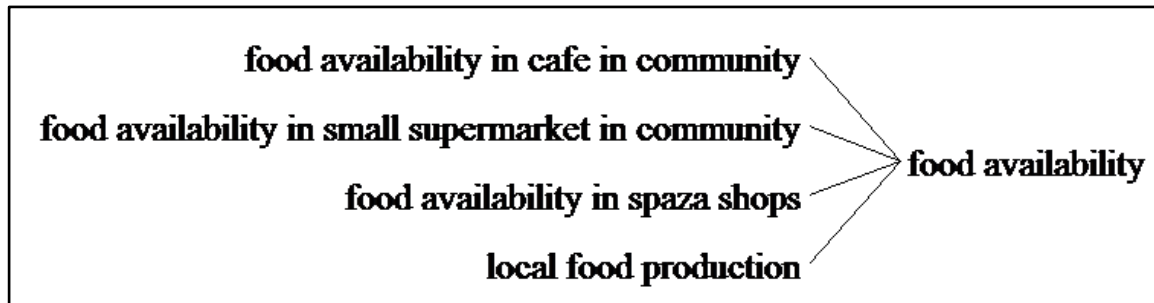 food availability in cafe in community
food availability in small supermarket in community
food availability in spaza shops
local food production
food availability